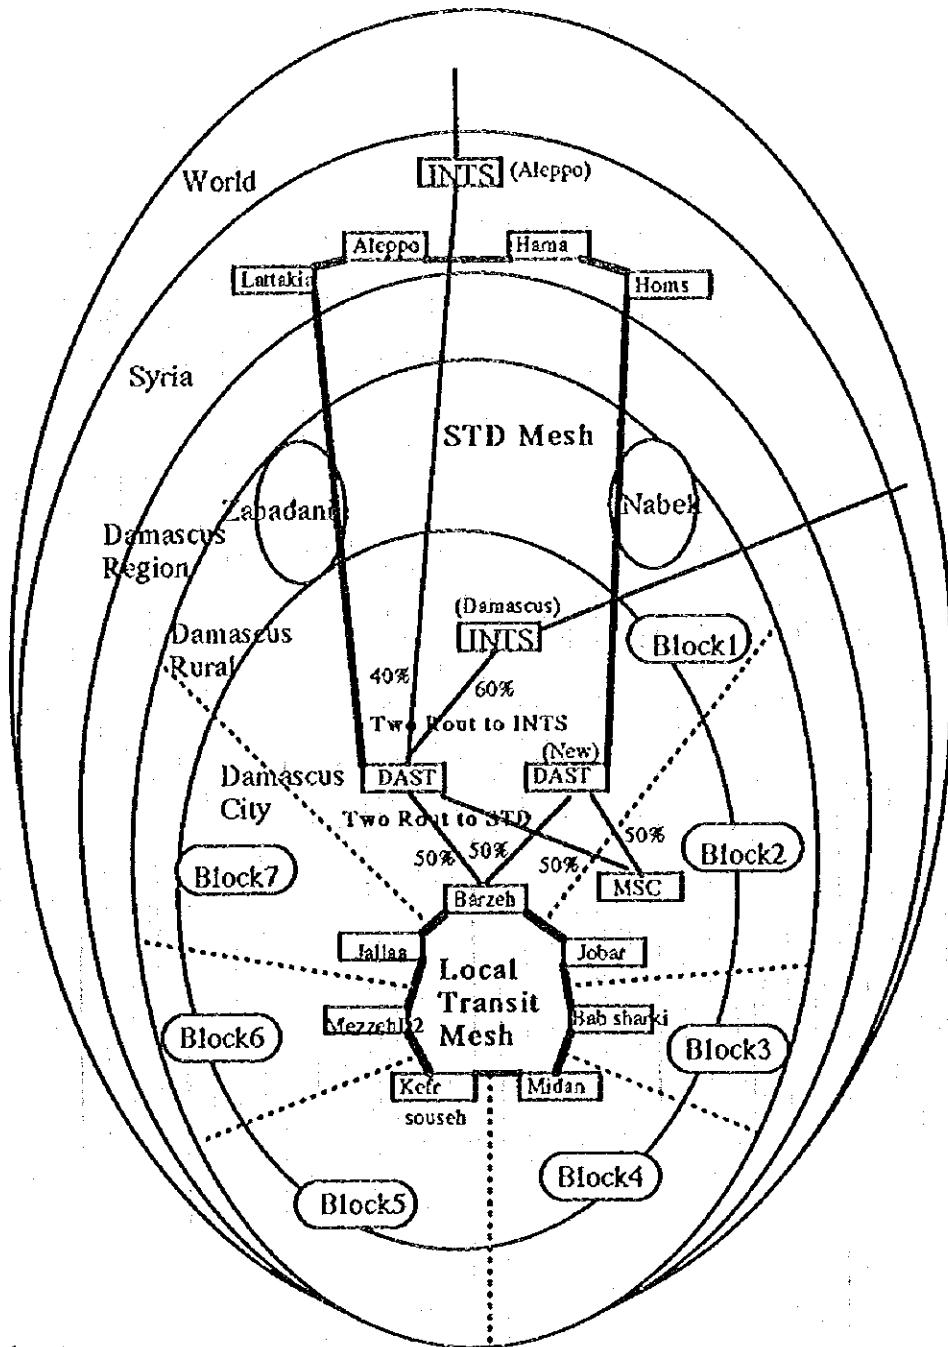 World
INTS (Aleppo)
Aleppo
Hama
Lattakia
Homs
Syria
STD Mesh
Zabadani
Nabek
Damascus
Region
(Damascus)
INTS
Damascus
Rural
Block1
40%
60%
Two Rout to INTS
(New)
DAST
DAST
Damascus
City
Two Rout to STD
50%
50%
50%
50%
Block2
Block7
MSC
Barzeh
Jallaa
Jobar
Local
Transit
Mesh
Bab sharki
Block6
Block3
Kefr
souseh
Midan
Block4
Block5